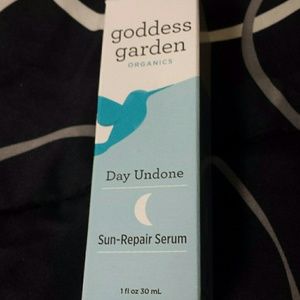 goddess
garden
ORGANICS
Day Undone
Sun-Repair Serum
1 fl oz 30 mL